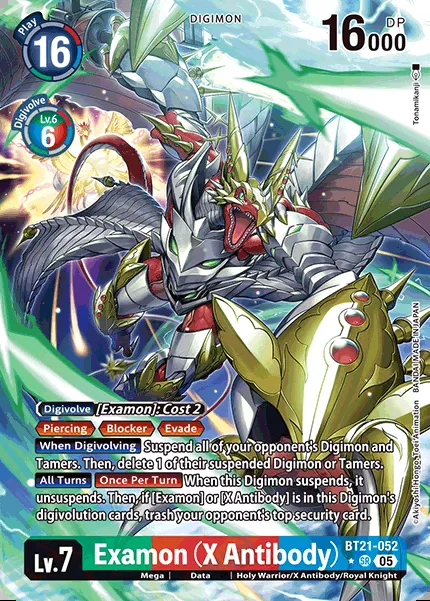 DIGIMON
Play
16
16000
DP
Digivolve
Lv.6
6
Tonamikanji
Digivolve [Examon]: Cost 2
Piercing Blocker Evade
When Digivolving Suspend all of your opponent's Digimon and
Tamers. Then, delete 1 of their suspended Digimon or Tamers.
All Turns Once Per Turn When this Digimon suspends, it
unsuspends. Then, if [Examon] or [X Antibody] is in this Digimon's
digivolution cards, trash your opponent's top security card.
©Akiyoshi Hongo, Toei Animation
BANDAI MADE IN JAPAN
Lv.7
Examon (X Antibody)
BT21-052
SR 05
Mega Data Holy Warrior/X Antibody/Royal Knight